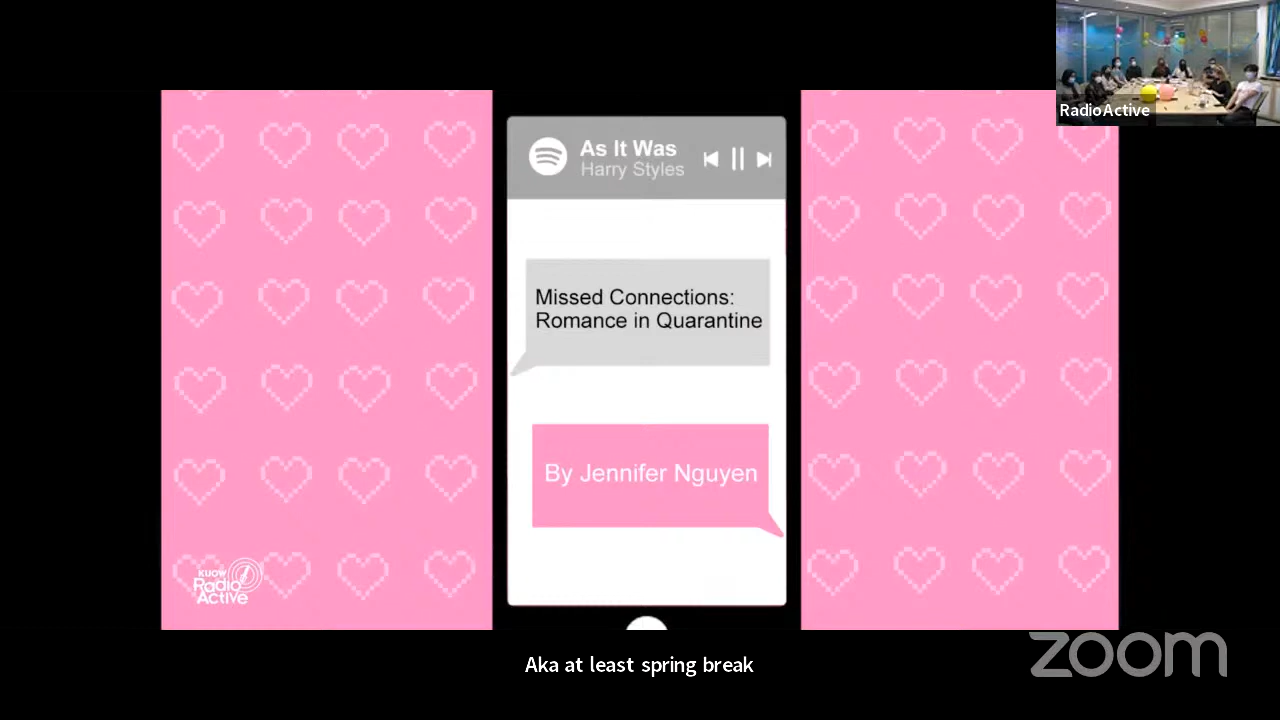 RadioActive
As It Was
Harry Styles
Missed Connections:
Romance in Quarantine
By Jennifer Nguyen
KUOW
Radio
Active
Aka at least spring break
zoom